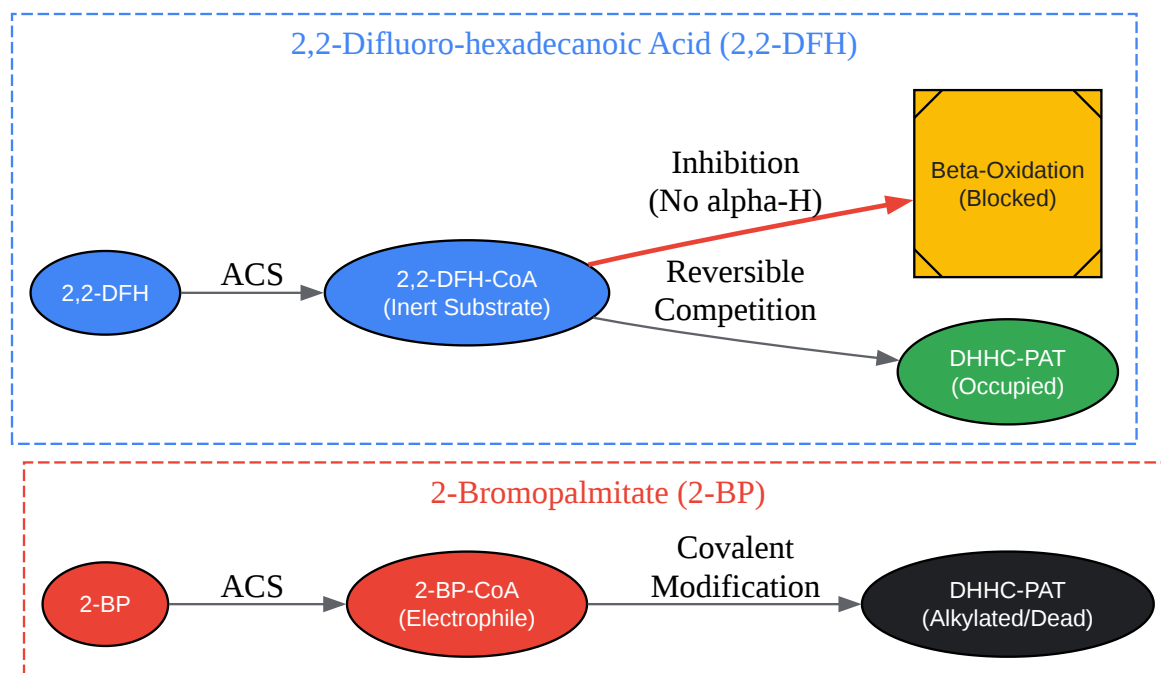 2,2-Difluoro-hexadecanoic Acid (2,2-DFH)
Inhibition
(No alpha-H)
Beta-Oxidation
(Blocked)
2,2-DFH
ACS
2,2-DFH-CoA
(Inert Substrate)
Reversible
Competition
DHHC-PAT
(Occupied)
2-Bromopalmitate (2-BP)
2-BP
ACS
2-BP-CoA
(Electrophile)
Covalent
Modification
DHHC-PAT
(Alkylated/Dead)